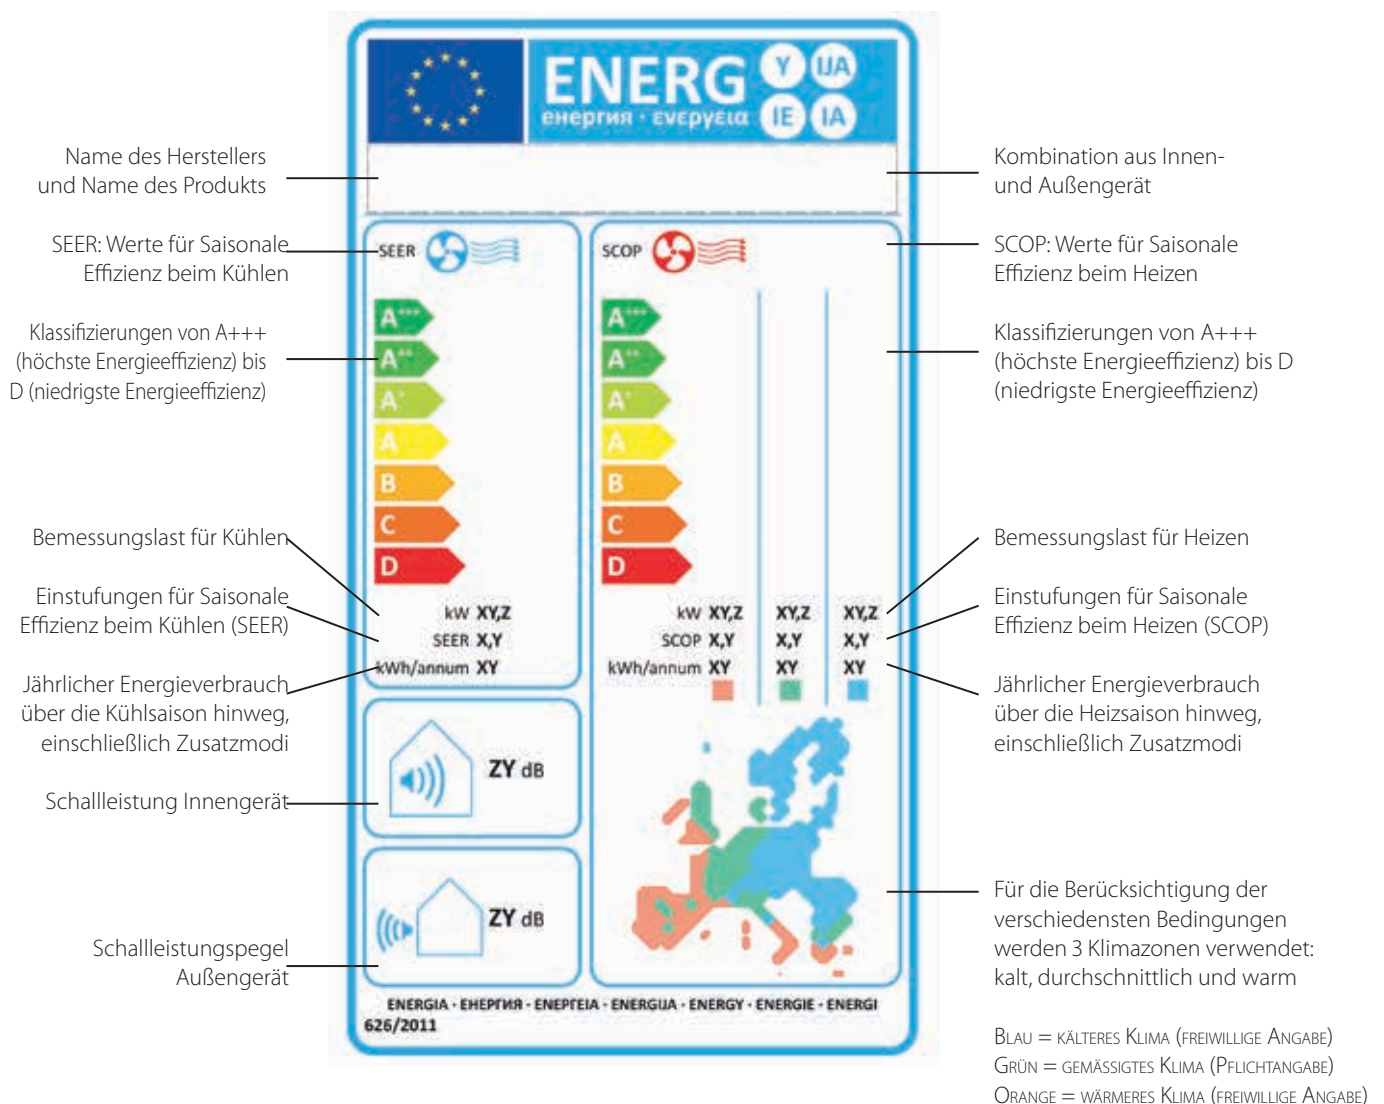 ENERG
Y IJA
IE IA
енергия · ενεργεια
Name des Herstellers
und Name des Produkts
Kombination aus Innen-
und Außengerät
SEER: Werte für Saisonale
Effizienz beim Kühlen
SEER
SCOP
SCOP: Werte für Saisonale
Effizienz beim Heizen
Klassifizierungen von A+++
(höchste Energieeffizienz) bis
D (niedrigste Energieeffizienz)
A+++
A++
A+
A
B
C
D
A+++
A++
A+
A
B
C
D
Klassifizierungen von A+++
(höchste Energieeffizienz) bis D
(niedrigste Energieeffizienz)
Bemessungslast für Kühlen
Einstufungen für Saisonale
Effizienz beim Kühlen (SEER)
Jährlicher Energieverbrauch
über die Kühlsaison hinweg,
einschließlich Zusatzmodi
kW XY,Z
SEER X,Y
kWh/annum XY
kW XY,Z XY,Z XY,Z
SCOP X,Y X,Y X,Y
kWh/annum XY XY XY
Bemessungslast für Heizen
Einstufungen für Saisonale
Effizienz beim Heizen (SCOP)
Jährlicher Energieverbrauch
über die Heizsaison hinweg,
einschließlich Zusatzmodi
Schallleistung Innengerät
ZY dB
Schallleistungspegel
Außengerät
ZY dB
Für die Berücksichtigung der
verschiedensten Bedingungen
werden 3 Klimazonen verwendet:
kalt, durchschnittlich und warm
ENERGIA · ЕНЕРГИЯ · ΕΝΕΡΓΕΙΑ · ENERGIJA · ENERGY · ENERGIE · ENERGI
626/2011
Blau = kälteres Klima (freiwillige Angabe)
Grün = gemässigtes Klima (Pflichtangabe)
Orange = wärmeres Klima (freiwillige Angabe)